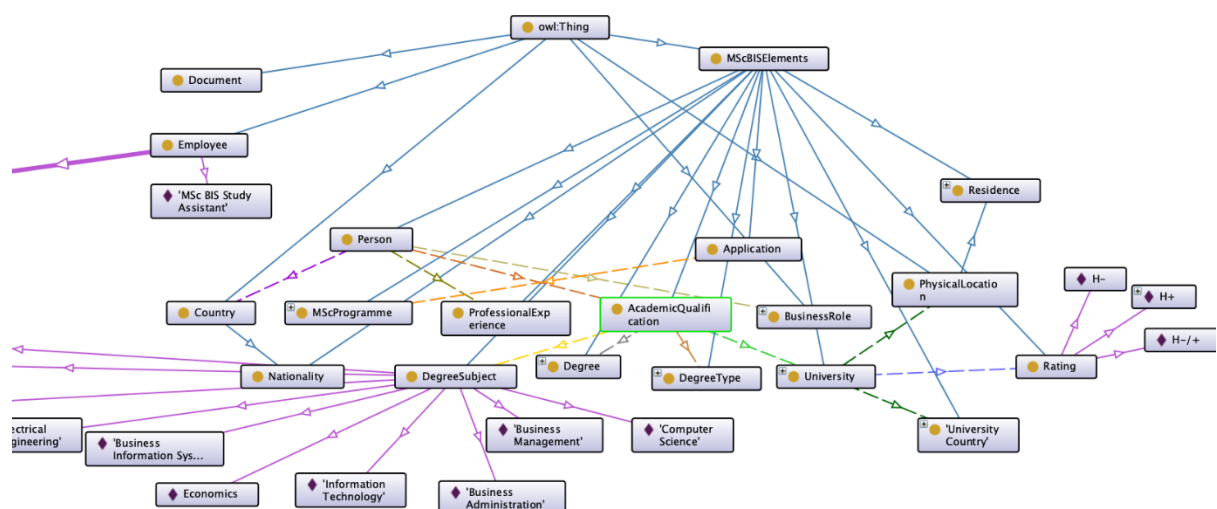 owl:Thing
MScBISElements
Document
Employee
'MSc BIS Study
Assistant'
Residence
Person
Application
PhysicalLocatio
n
H-
H+
H-/+
Country
MScProgramme
ProfessionalExp
erience
AcademicQualifi
cation
BusinessRole
Rating
Nationality
DegreeSubject
Degree
DegreeType
University
'University
Country'
lectrical
gineering'
'Business
Information Sys...
'Business
Management'
'Computer
Science'
Economics
'Information
Technology'
'Business
Administration'